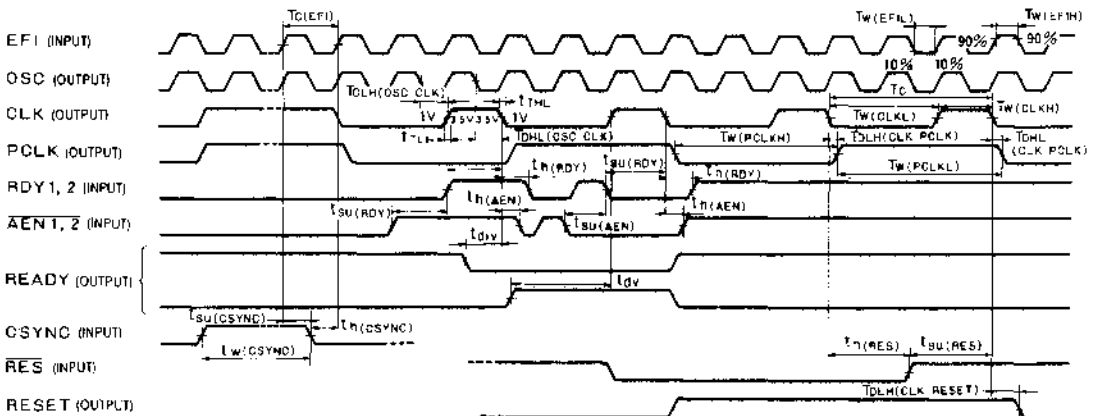 TC(EFI)
TW(EFIL)
TW(EFIH)
EFI (INPUT)
90%
90%
10%
10%
OSC (OUTPUT)
TC
TCLH(OSC CLK)
tTHL
CLK (OUTPUT)
1V
3.5V
3.5V
1V
TW(CLKL)
TW(CLKH)
TDHL(OSC CLK)
TW(PCLKH)
TDLH(CLK PCLK)
TDHL
(CLK PCLK)
PCLK (OUTPUT)
th(RDY)
tsu(RDY)
th(RDY)
TW(PCLKL)
RDY1, 2 (INPUT)
tsu(RDY)
th(AEN)
th(AEN)
AEN1, 2 (INPUT)
tsu(AEN)
tdiv
READY (OUTPUT)
tdv
tsu(CSYNC)
th(CSYNC)
CSYNC (INPUT)
tw(CSYNC)
th(RES)
tsu(RES)
RES (INPUT)
TDLH(CLK RESET)
RESET (OUTPUT)